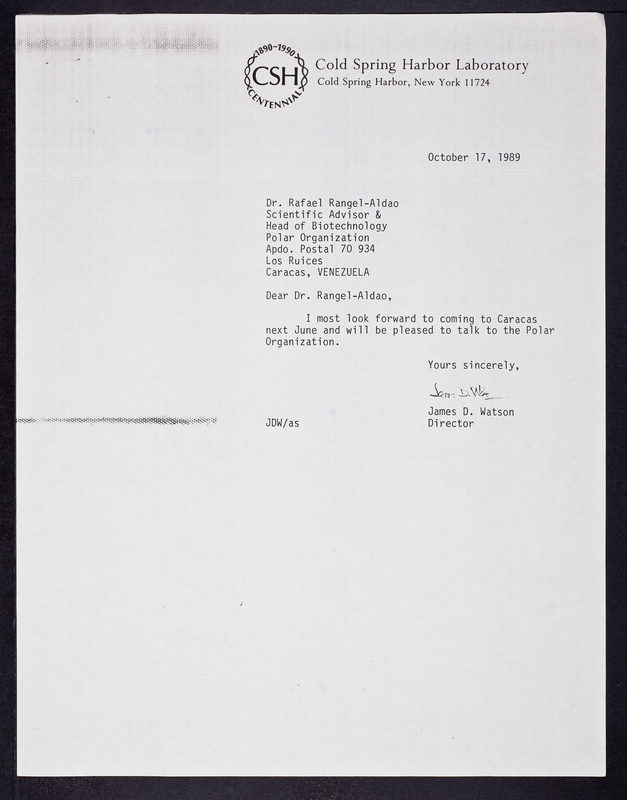 1890-1990
CSH
CENTENNIAL
Cold Spring Harbor Laboratory
Cold Spring Harbor, New York 11724
October 17, 1989
Dr. Rafael Rangel-Aldao
Scientific Advisor &
Head of Biotechnology
Polar Organization
Apdo. Postal 70 934
Los Ruices
Caracas, VENEZUELA
Dear Dr. Rangel-Aldao,
I most look forward to coming to Caracas
next June and will be pleased to talk to the Polar
Organization.
Yours sincerely,
James D. Watson
JDW/as
Director